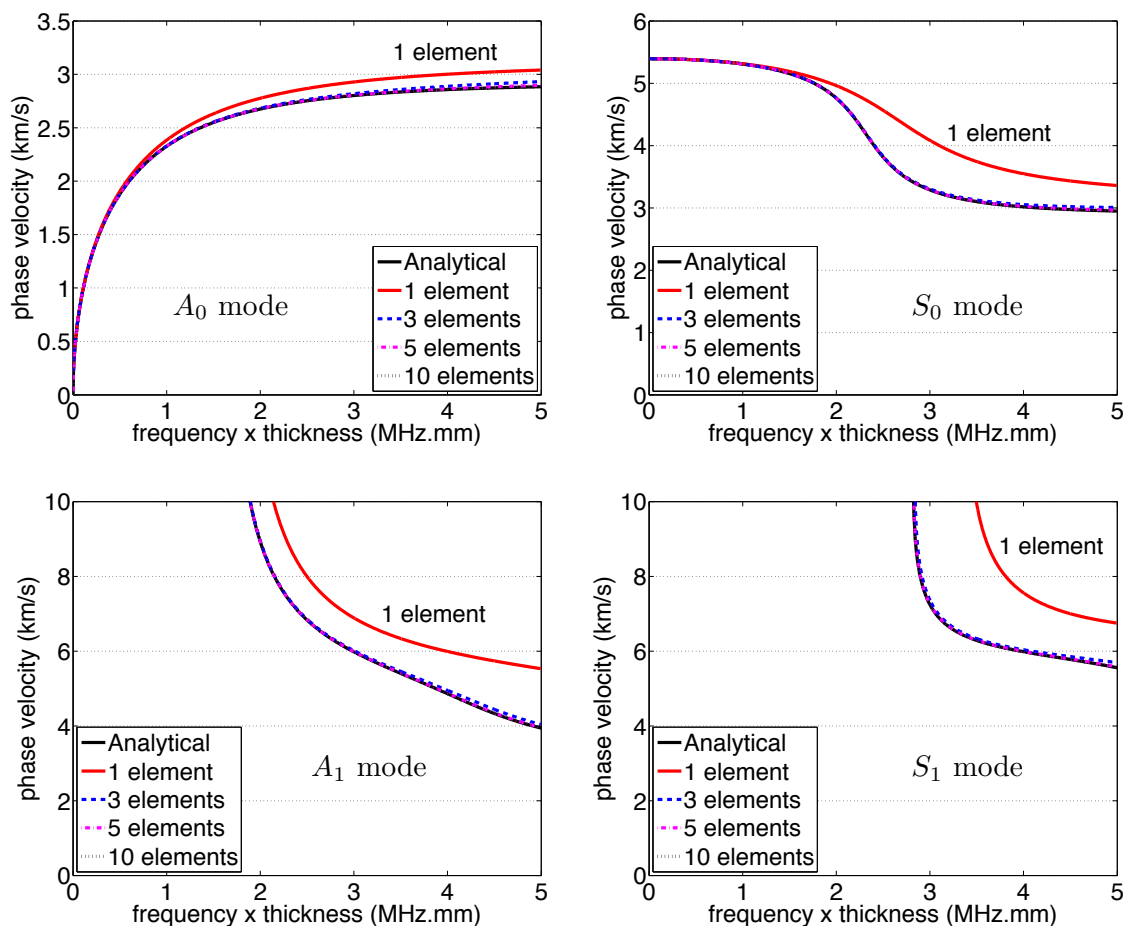 3.5
3
2.5
2
1.5
1
0.5
0
phase velocity (km/s)
1 element
Analytical
1 element
3 elements
5 elements
10 elements
A0 mode
0 1 2 3 4 5
frequency x thickness (MHz.mm)
6
5
4
3
2
1
0
phase velocity (km/s)
1 element
Analytical
1 element
3 elements
5 elements
10 elements
S0 mode
0 1 2 3 4 5
frequency x thickness (MHz.mm)
10
8
6
4
2
0
phase velocity (km/s)
1 element
Analytical
1 element
3 elements
5 elements
10 elements
A1 mode
0 1 2 3 4 5
frequency x thickness (MHz.mm)
10
8
6
4
2
0
phase velocity (km/s)
1 element
Analytical
1 element
3 elements
5 elements
10 elements
S1 mode
0 1 2 3 4 5
frequency x thickness (MHz.mm)